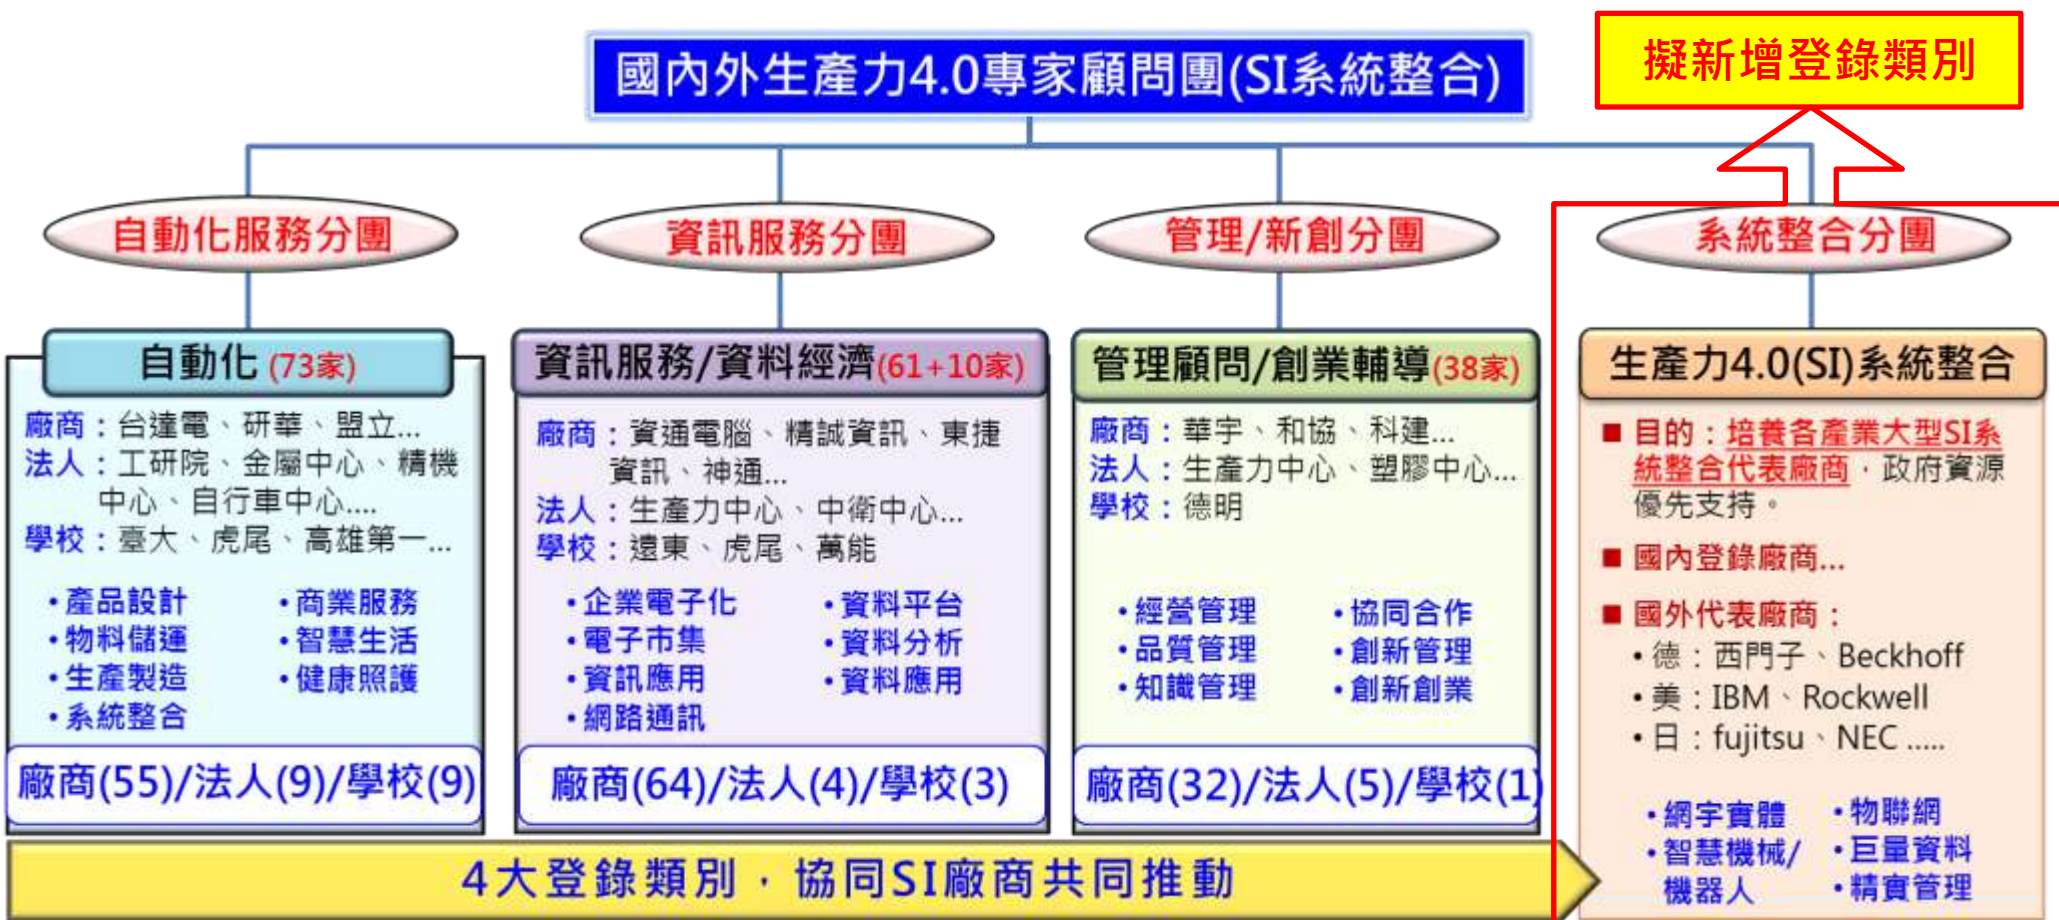 國內外生產力4.0專家顧問團(SI系統整合)
擬新增登錄類別
自動化服務分團
資訊服務分團
管理/新創分團
系統整合分團
自動化(73家)
廠商：台達電、研華、盟立...
法人：工研院、金屬中心、精機
中心、自行車中心....
學校：臺大、虎尾、高雄第一...
•產品設計
•物料儲運
•生產製造
•系統整合
•商業服務
•智慧生活
•健康照護
廠商(55)/法人(9)/學校(9)
資訊服務/資料經濟(61+10家)
廠商：資通電腦、精誠資訊、東捷
資訊、神通...
法人：生產力中心、中衛中心...
學校：遠東、虎尾、萬能
•企業電子化
•電子市集
•資訊應用
•網路通訊
•資料平台
•資料分析
•資料應用
廠商(64)/法人(4)/學校(3)
管理顧問/創業輔導(38家)
廠商：華宇、和協、科建...
法人：生產力中心、塑膠中心...
學校：德明
•經營管理
•品質管理
•知識管理
•協同合作
•創新管理
•創新創業
廠商(32)/法人(5)/學校(1)
生產力4.0(SI)系統整合
■ 目的：培養各產業大型SI系
統整合代表廠商，政府資源
優先支持。
■ 國內登錄廠商...
■ 國外代表廠商：
•德：西門子、Beckhoff
•美：IBM、Rockwell
•日：fujitsu、NEC .....
•網宇實體
•智慧機械/
機器人
•物聯網
•巨量資料
•精實管理
4大登錄類別，協同SI廠商共同推動